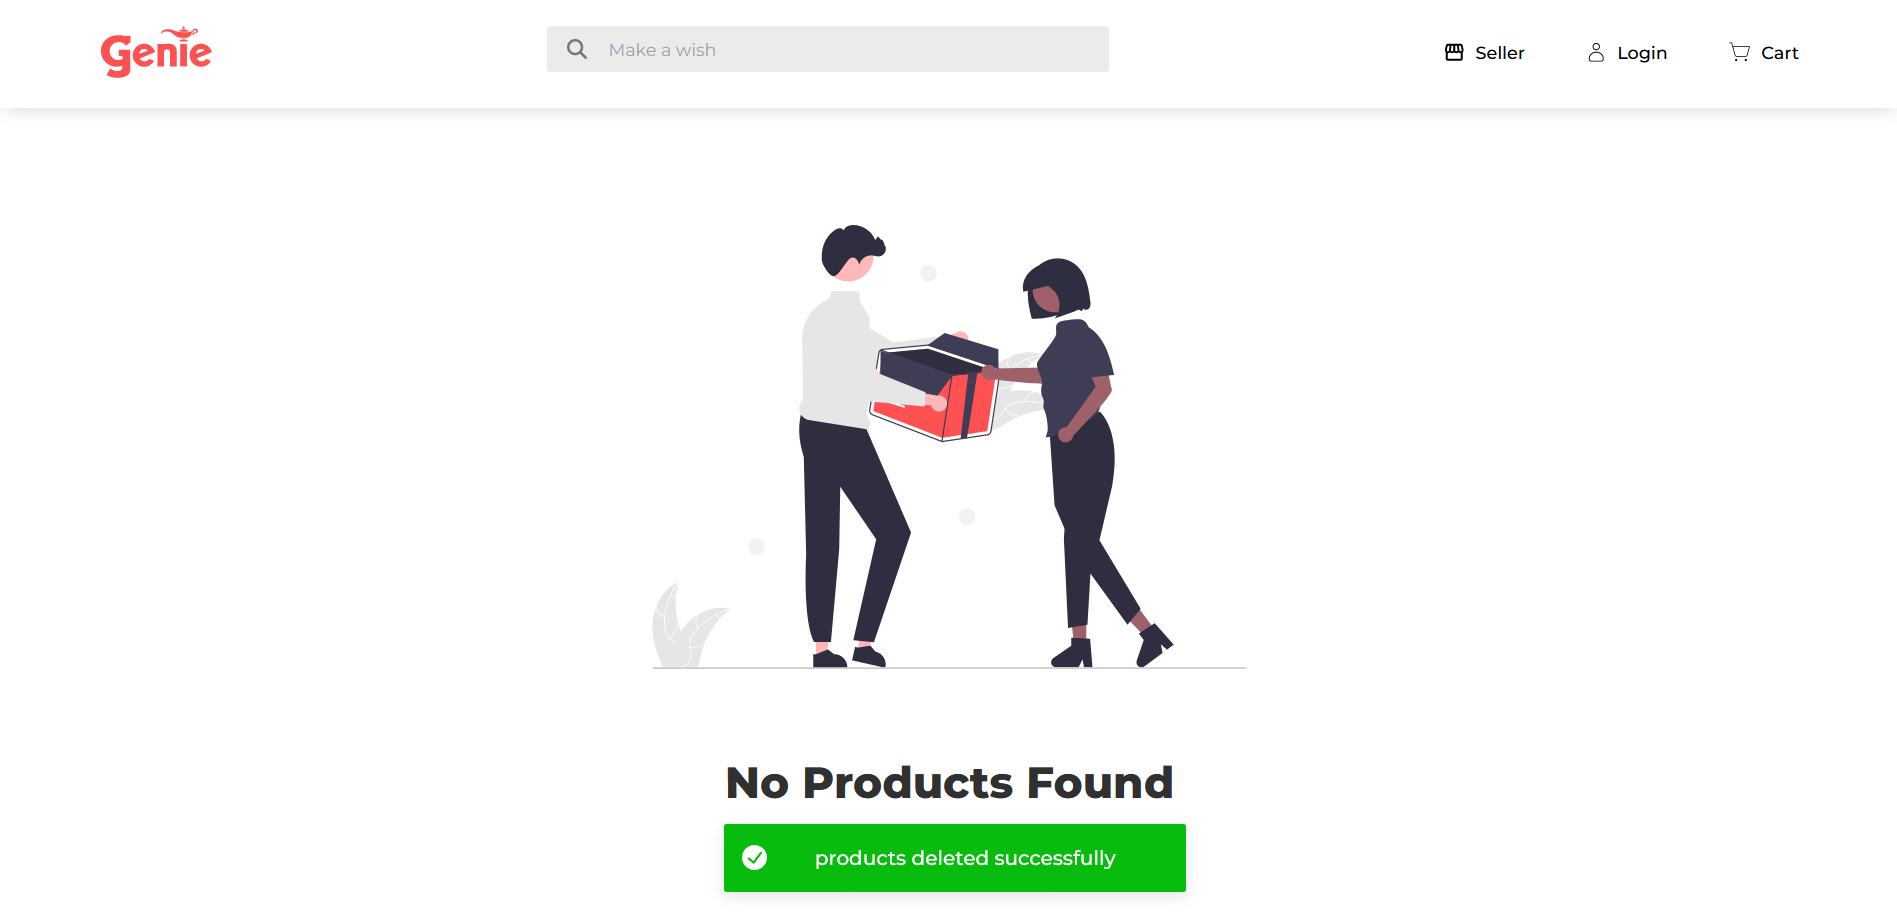 Genie
Make a wish
Seller
Login
Cart
No Products Found
products deleted successfully